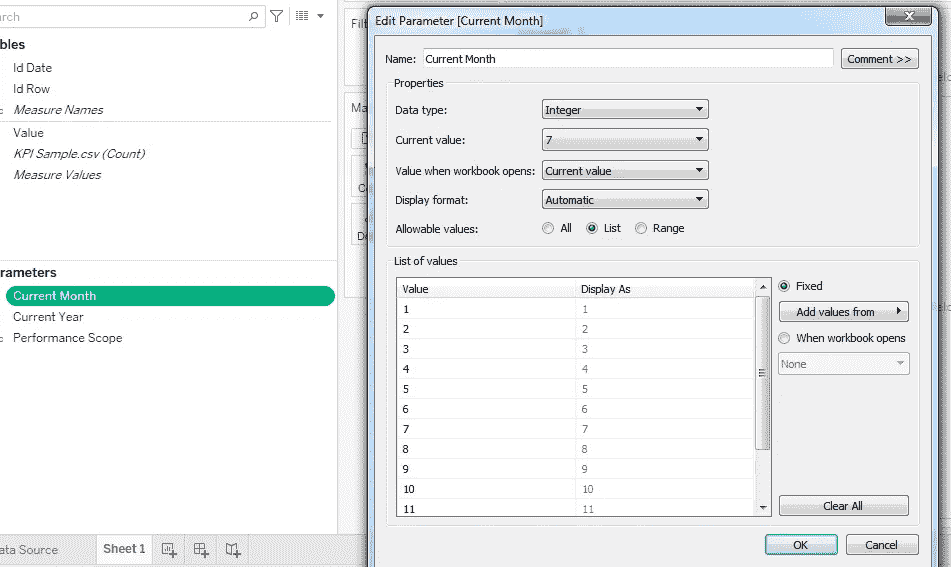 rch
Edit Parameter [Current Month]
Filt
bles
Id Date
Id Row
Measure Names
Value
KPI Sample.csv (Count)
Measure Values
Ma
C
De
rameters
Current Month
Current Year
Performance Scope
ata Source
Sheet 1
Name: Current Month Comment >>
Properties
Data type: Integer
Current value: 7
Value when workbook opens: Current value
Display format: Automatic
Allowable values: All List Range
List of values
Value Display As
1 1
2 2
3 3
4 4
5 5
6 6
7 7
8 8
9 9
10 10
11 11
Fixed
Add values from
When workbook opens
None
Clear All
OK Cancel